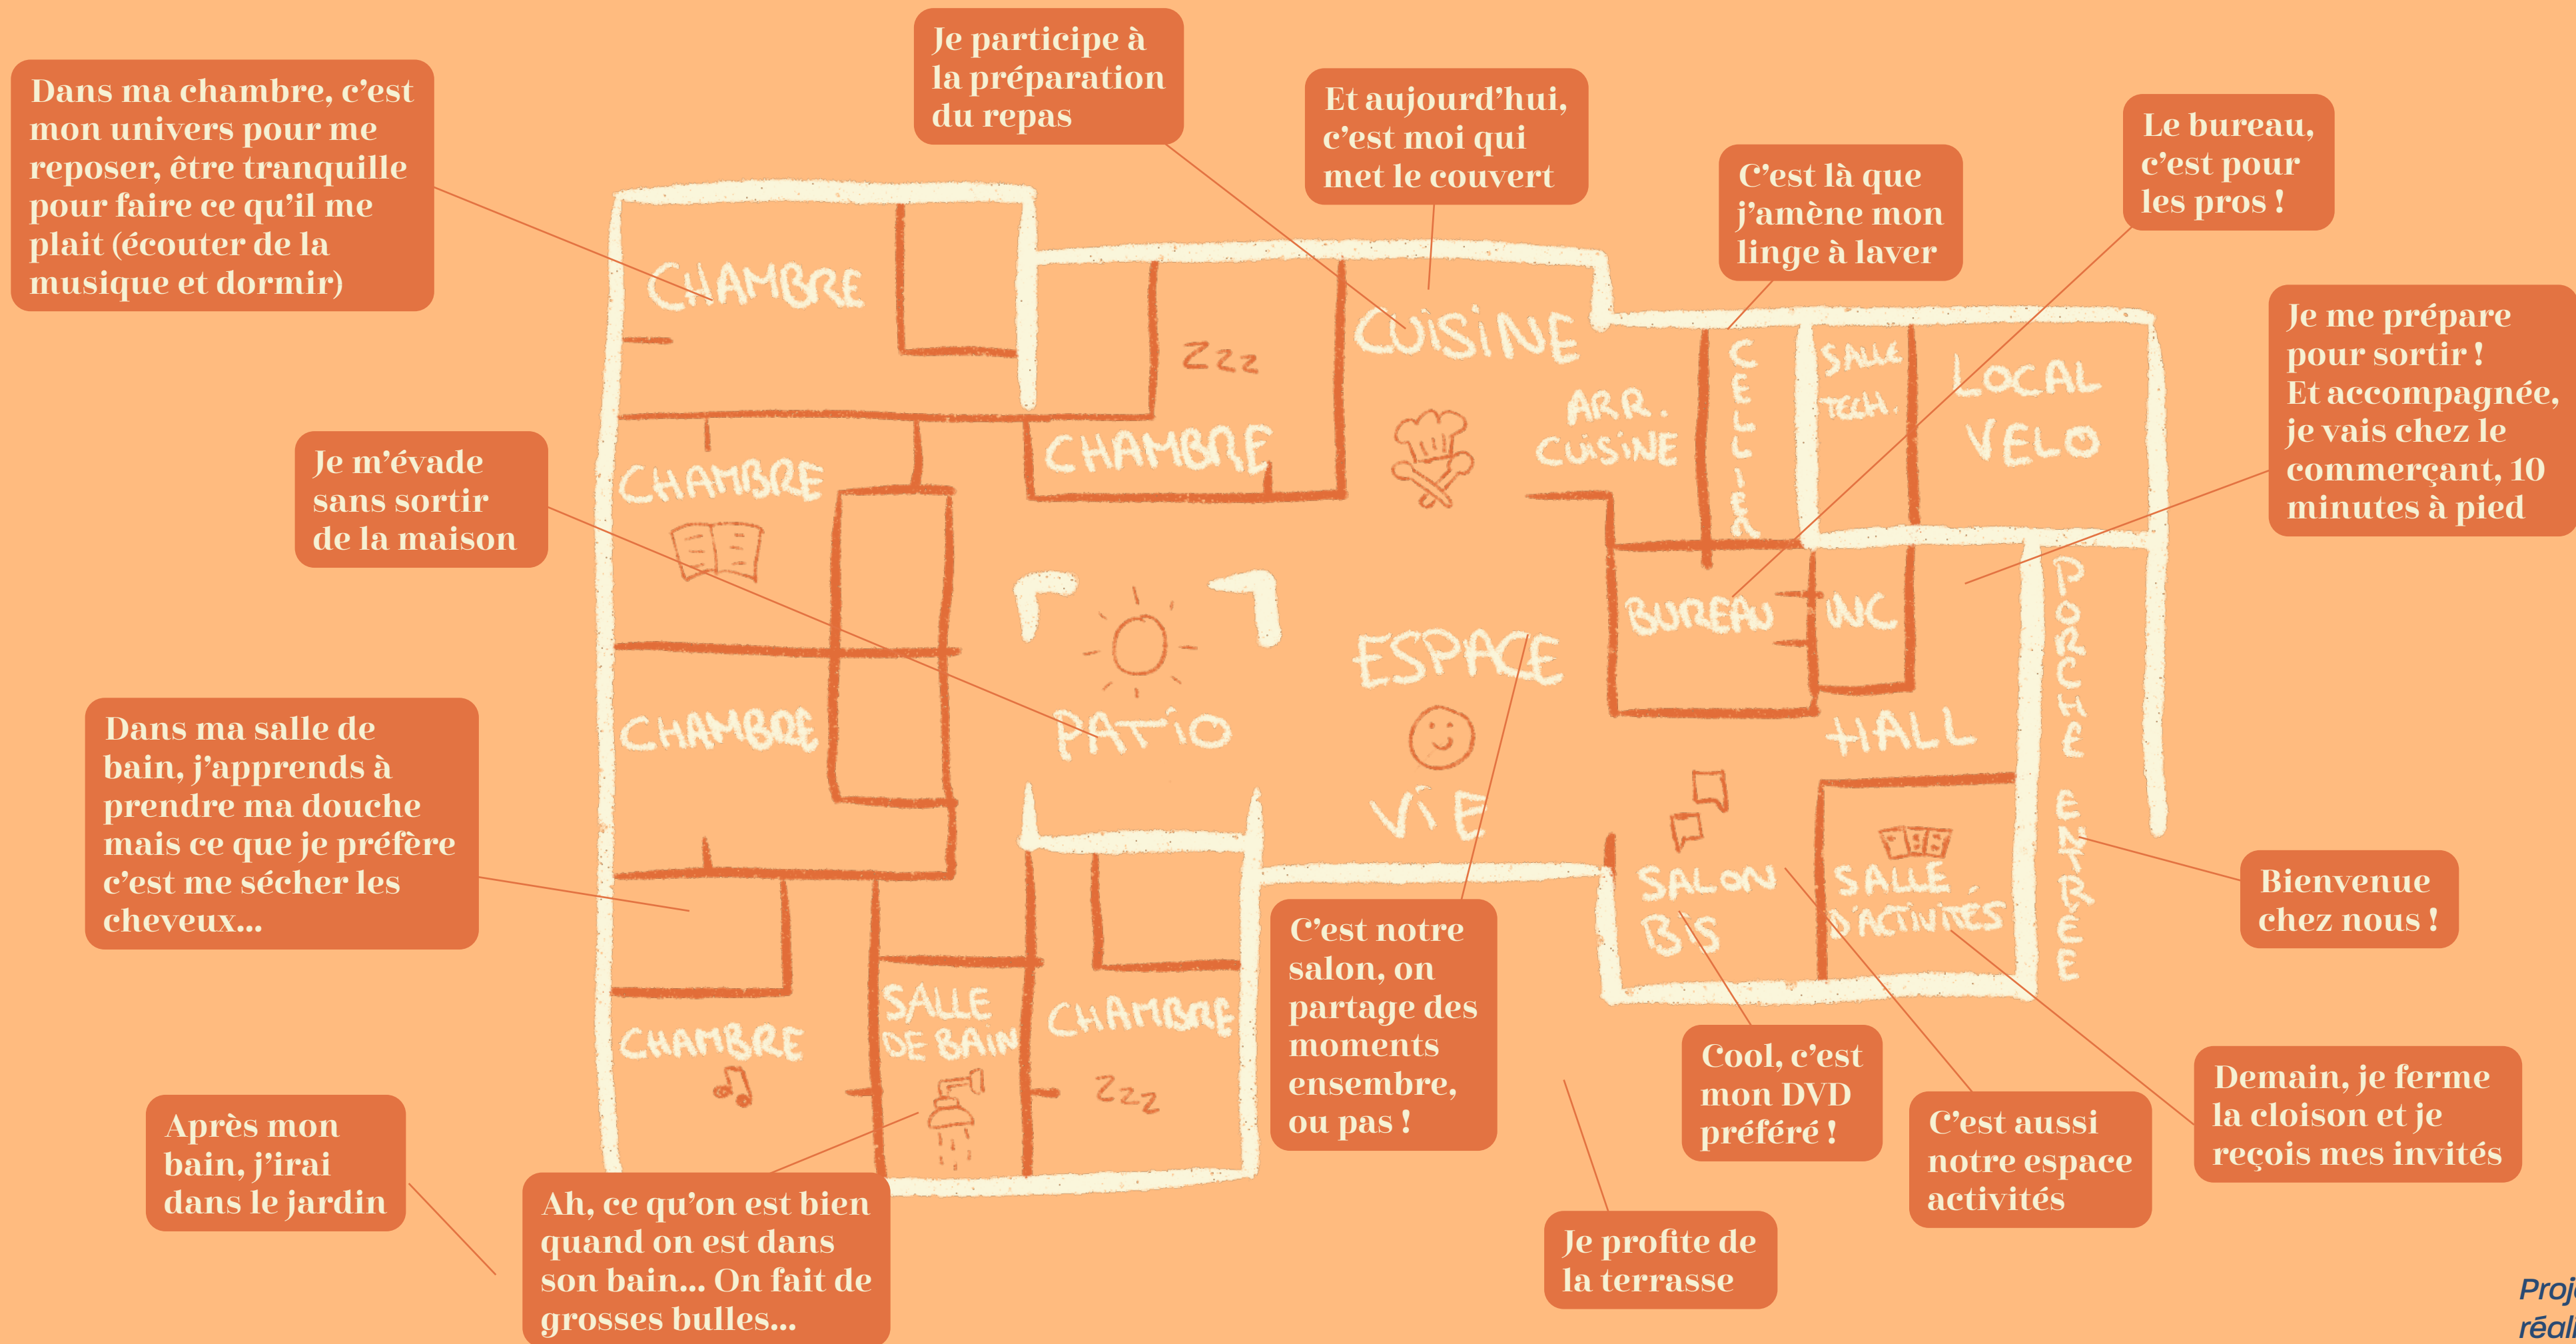 Je participe à
la préparation
du repas
Dans ma chambre, c’est
mon univers pour me
reposer, être tranquille
pour faire ce qu’il me
plait (écouter de la
musique et dormir)
Et aujourd’hui,
c’est moi qui
met le couvert
Le bureau,
c’est pour
les pros !
C’est là que
j’amène mon
linge à laver
Je me prépare
pour sortir !
Et accompagnée,
je vais chez le
commerçant, 10
minutes à pied
CHAMBRE
ZZZ
CUISINE
CELLIER
SALLE
TECH.
LOCAL
VELO
ARR.
CUISINE
CHAMBRE
CHAMBRE
Je m’évade
sans sortir
de la maison
BUREAU
WC
PORCHE ENTRÉE
ESPACE
VIE
PATIO
HALL
CHAMBRE
Dans ma salle de
bain, j’apprends à
prendre ma douche
mais ce que je préfère
c’est me sécher les
cheveux...
SALON
BIS
SALLE
D'ACTIVITÉS
Bienvenue
chez nous !
C’est notre
salon, on
partage des
moments
ensembre,
ou pas !
CHAMBRE
SALLE
DE BAIN
CHAMBRE
ZZZ
Cool, c’est
mon DVD
préféré !
C’est aussi
notre espace
activités
Demain, je ferme
la cloison et je
reçois mes invités
Après mon
bain, j’irai
dans le jardin
Ah, ce qu’on est bien
quand on est dans
son bain... On fait de
grosses bulles...
Je profite de
la terrasse